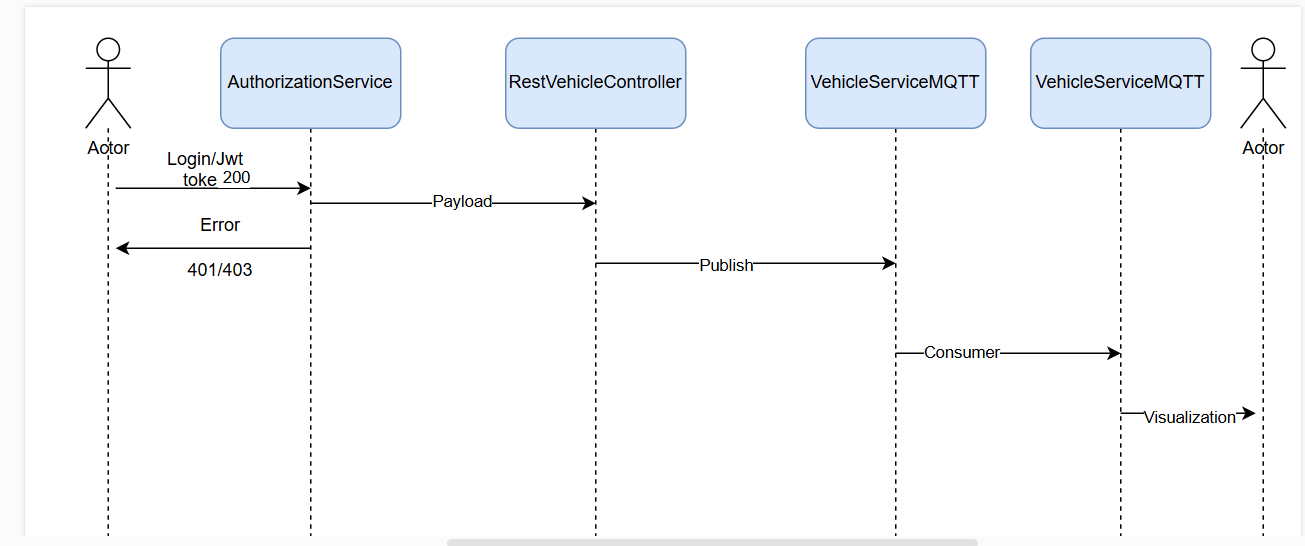 AuthorizationService
RestVehicleController
VehicleServiceMQTT
VehicleServiceMQTT
Actor
Actor
Login/Jwt
toke 200
Payload
Error
401/403
Publish
Consumer
Visualization